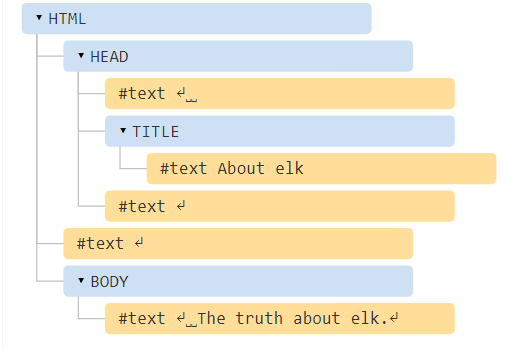 ▾ HTML
▾ HEAD
#text ↵␣␣
▾ TITLE
#text About elk
#text ↵
#text ↵
▾ BODY
#text ↵␣␣The truth about elk.↵